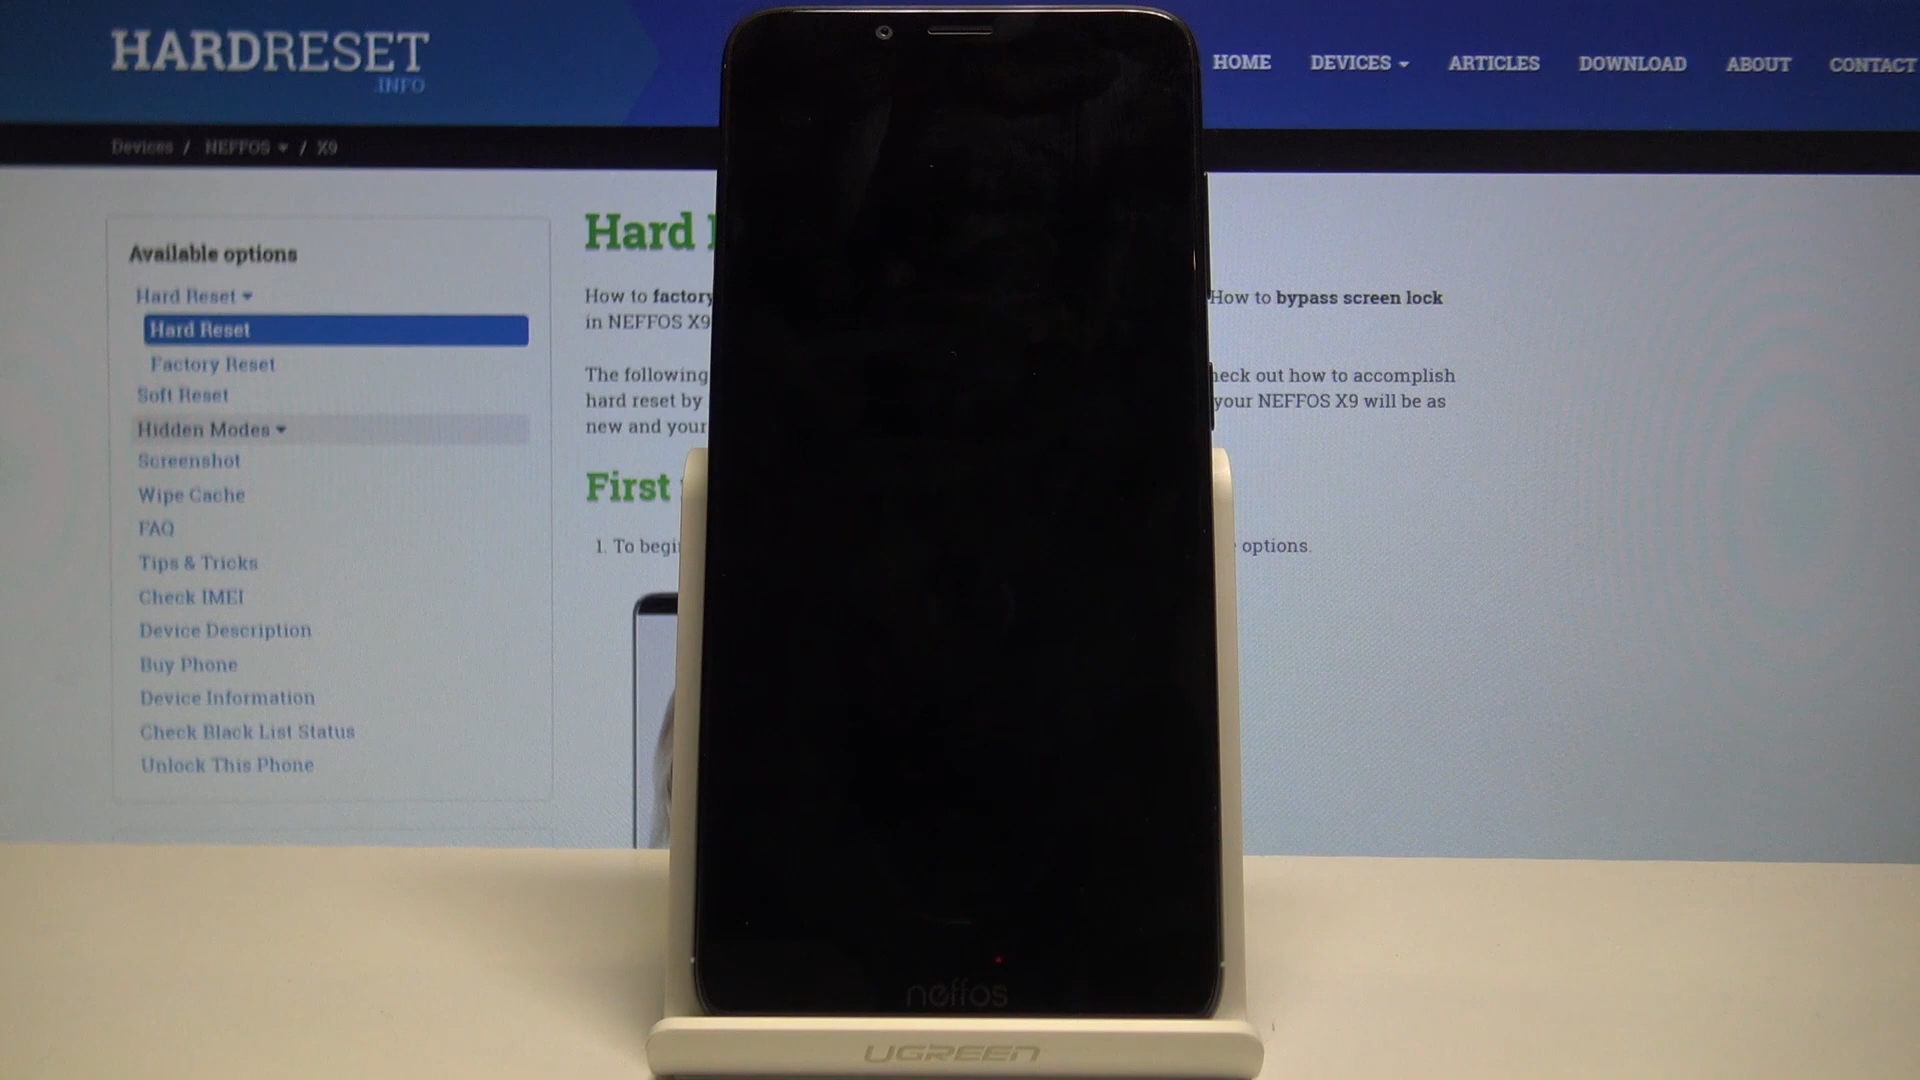 HARDRESET
.INFO
HOME DEVICES ARTICLES DOWNLOAD ABOUT CONTACT
Devices / NEFFOS / X9
Available options
Hard Reset
Hard Reset
Factory Reset
Soft Reset
Hidden Modes
Screenshot
Wipe Cache
FAQ
Tips & Tricks
Check IMEI
Device Description
Buy Phone
Device Information
Check Black List Status
Unlock This Phone
Hard
How to factory How to bypass screen lock
in NEFFOS X9
The following heck out how to accomplish
hard reset by your NEFFOS X9 will be as
new and your
First
1. To begi options.
neffos
UGREEN